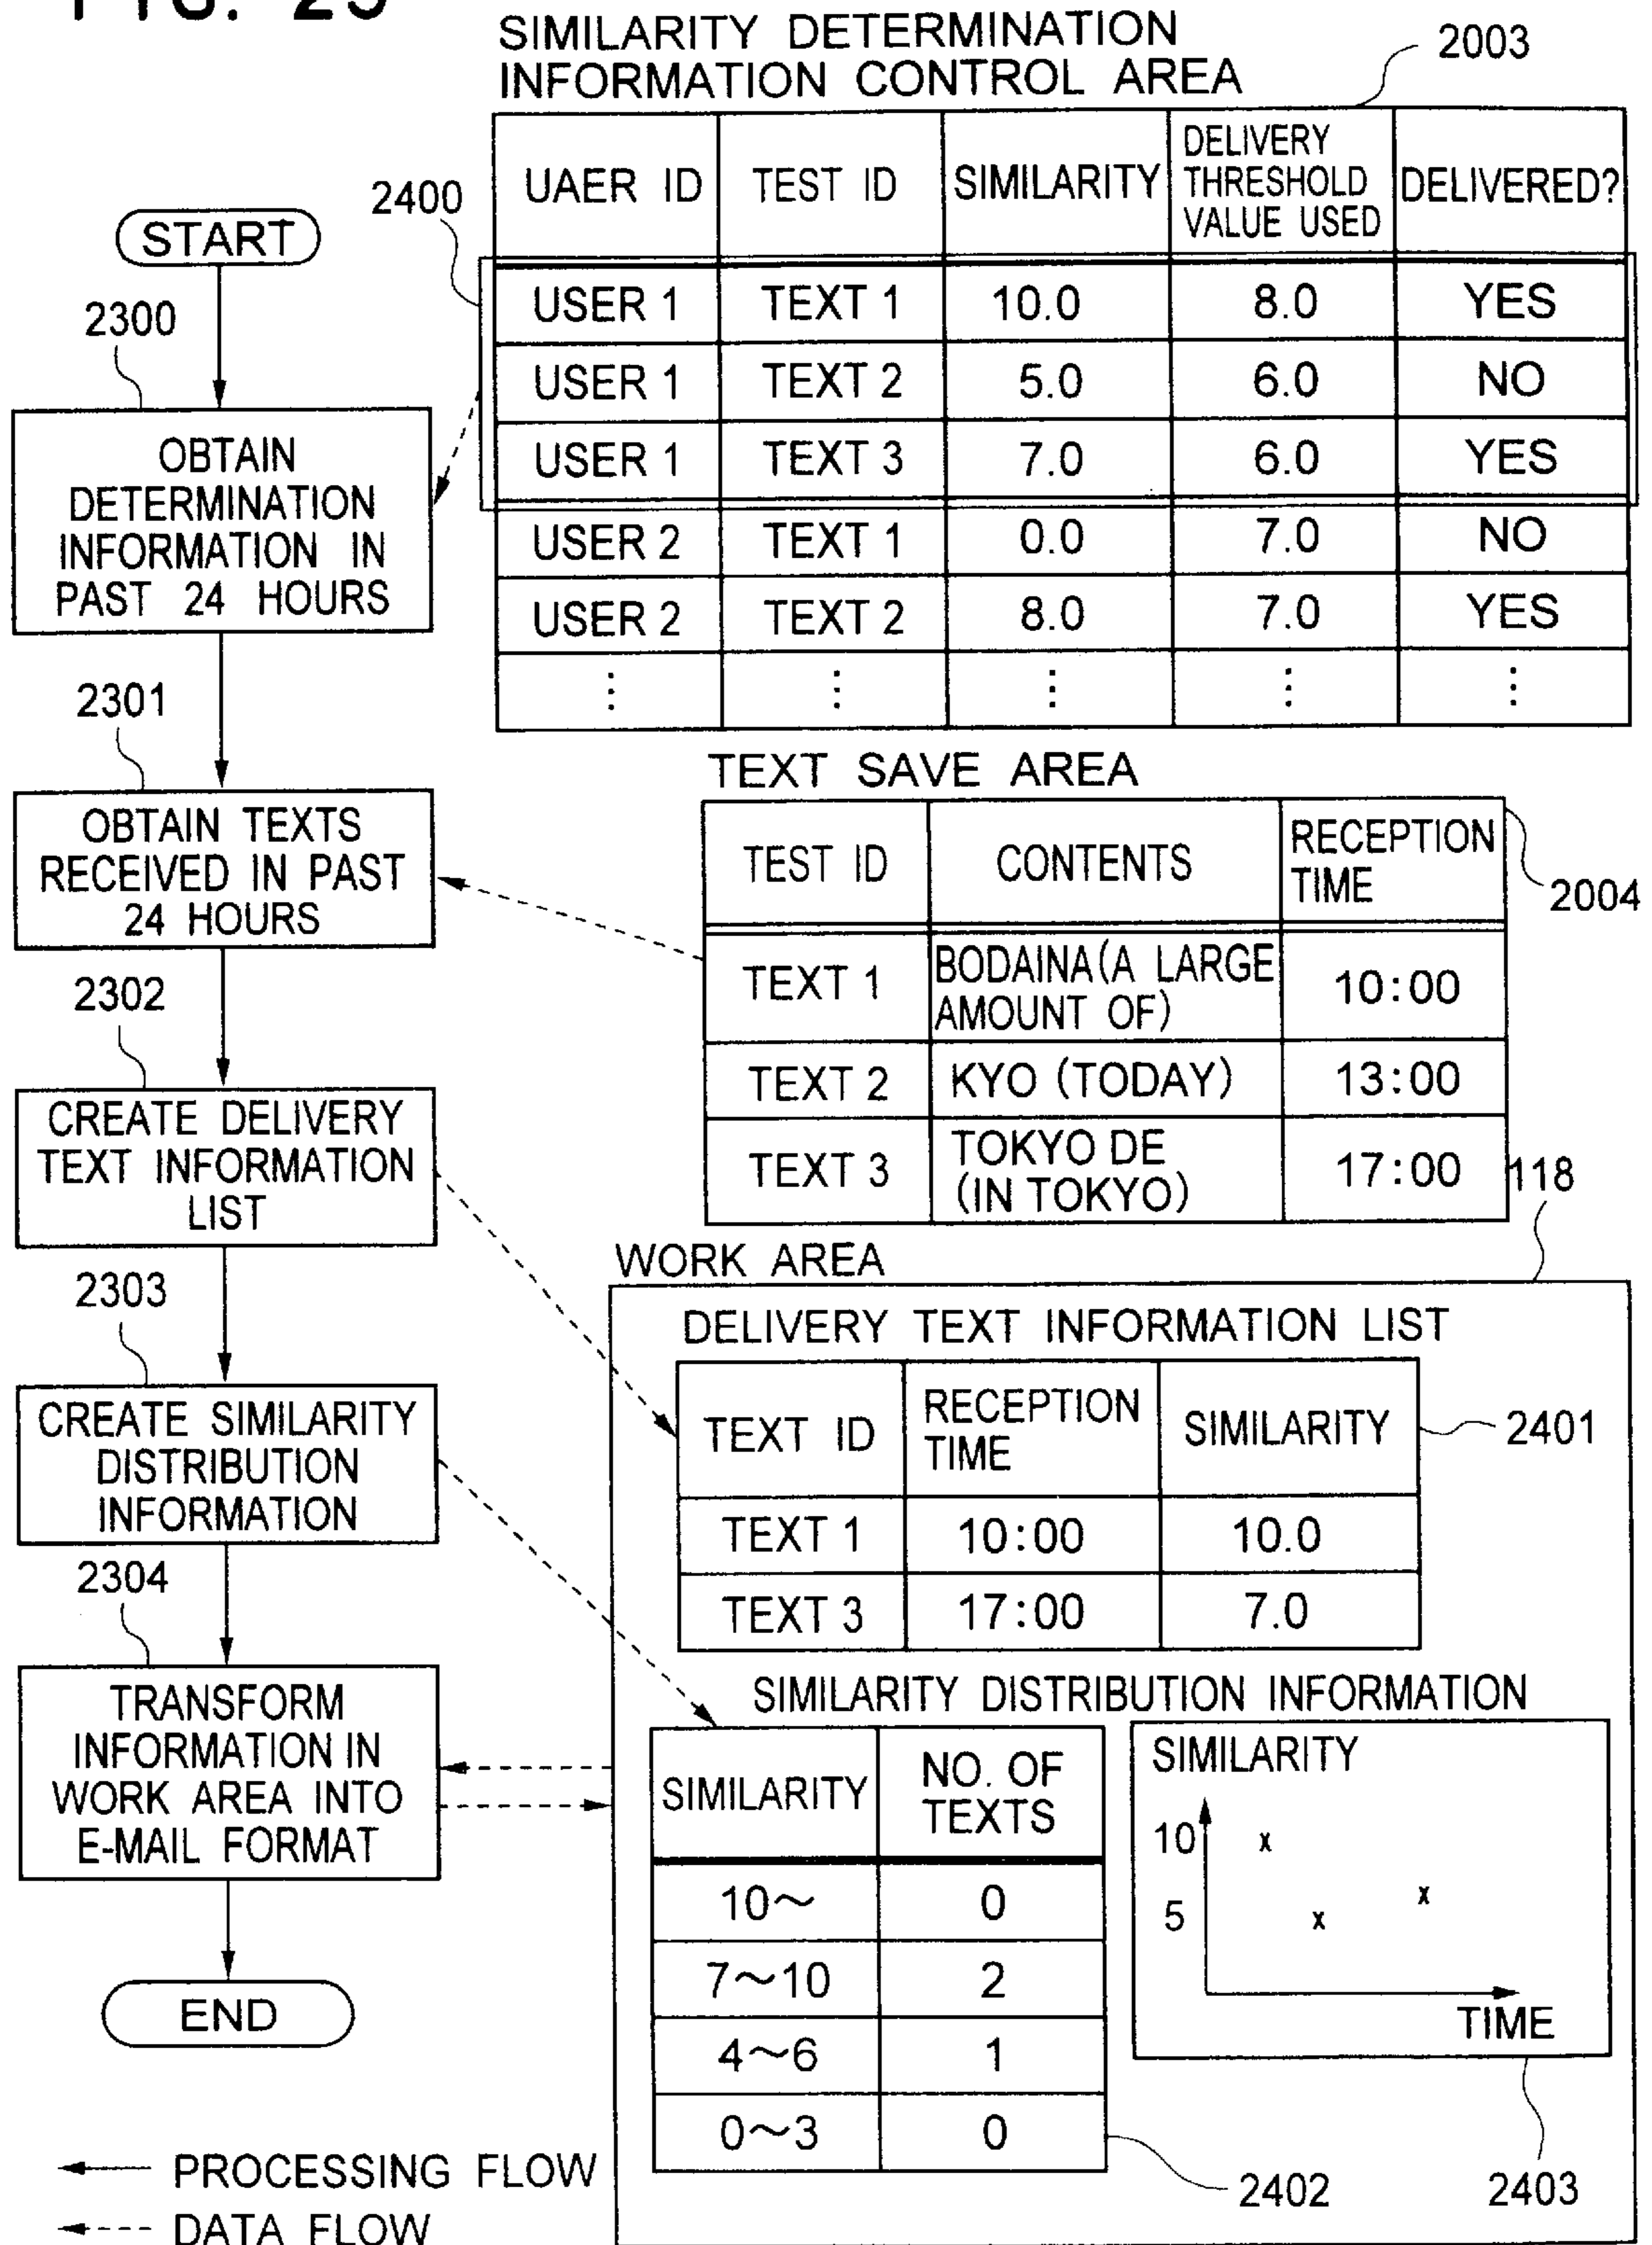 FIG. 25
SIMILARITY DETERMINATION
INFORMATION CONTROL AREA
2003
UAER ID TEST ID SIMILARITY DELIVERY THRESHOLD VALUE USED DELIVERED?
2400
USER 1 TEXT 1 10.0 8.0 YES
USER 1 TEXT 2 5.0 6.0 NO
USER 1 TEXT 3 7.0 6.0 YES
USER 2 TEXT 1 0.0 7.0 NO
USER 2 TEXT 2 8.0 7.0 YES
⋮ ⋮ ⋮ ⋮ ⋮
START
2300
OBTAIN
DETERMINATION
INFORMATION IN
PAST 24 HOURS
2301
OBTAIN TEXTS
RECEIVED IN PAST
24 HOURS
2302
CREATE DELIVERY
TEXT INFORMATION
LIST
2303
CREATE SIMILARITY
DISTRIBUTION
INFORMATION
2304
TRANSFORM
INFORMATION IN
WORK AREA INTO
E-MAIL FORMAT
END
TEXT SAVE AREA
TEST ID CONTENTS RECEPTION TIME
2004
TEXT 1 BODAINA(A LARGE AMOUNT OF) 10:00
TEXT 2 KYO (TODAY) 13:00
TEXT 3 TOKYO DE (IN TOKYO) 17:00
118
WORK AREA
DELIVERY TEXT INFORMATION LIST
TEXT ID RECEPTION TIME SIMILARITY
2401
TEXT 1 10:00 10.0
TEXT 3 17:00 7.0
SIMILARITY DISTRIBUTION INFORMATION
SIMILARITY NO. OF TEXTS
10~ 0
7~10 2
4~6 1
0~3 0
2402
SIMILARITY
10 x
5 x x
TIME
2403
PROCESSING FLOW
DATA FLOW